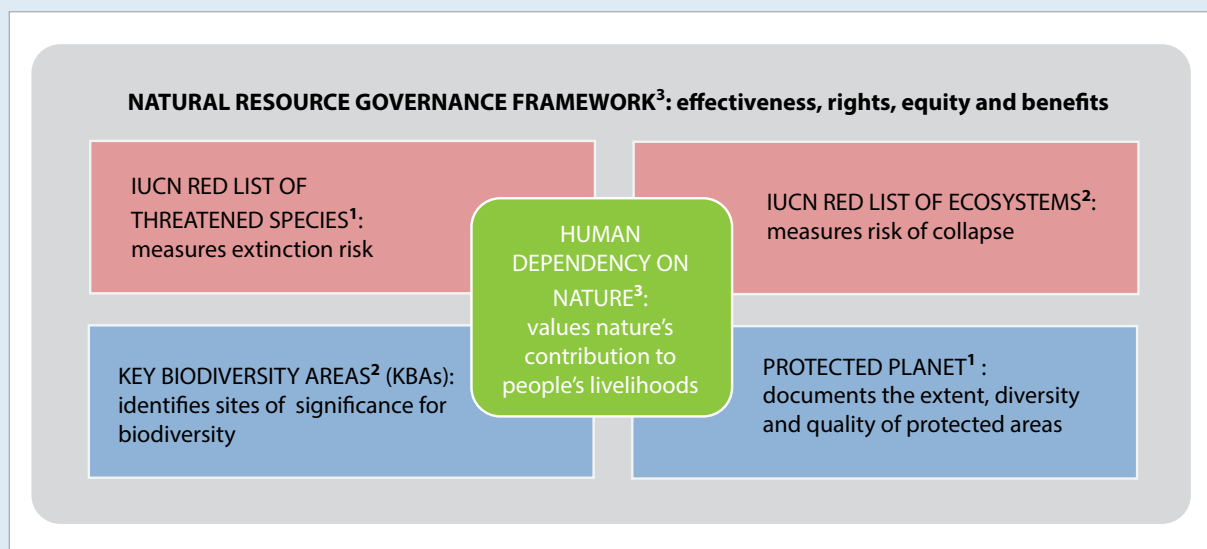 NATURAL RESOURCE GOVERNANCE FRAMEWORK³: effectiveness, rights, equity and benefits
IUCN RED LIST OF
THREATENED SPECIES¹:
measures extinction risk
IUCN RED LIST OF ECOSYSTEMS²:
measures risk of collapse
HUMAN
DEPENDENCY ON
NATURE³:
values nature’s
contribution to
people’s livelihoods
KEY BIODIVERSITY AREAS² (KBAs):
identifies sites of significance for
biodiversity
PROTECTED PLANET¹ :
documents the extent, diversity
and quality of protected areas